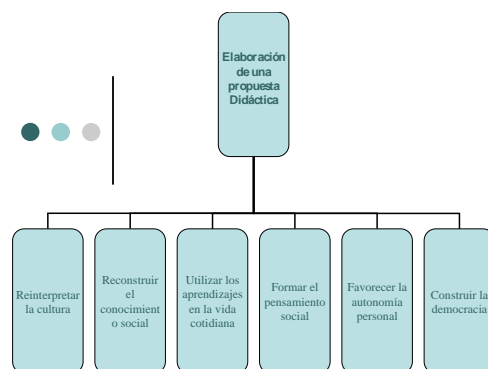 Elaboración
de una
propuesta
Didáctica
Reinterpretar
la cultura
Reconstruir
el
conocimient
o social
Utilizar los
aprendizajes
en la vida
cotidiana
Formar el
pensamiento
social
Favorecer la
autonomía
personal
Construir la
democracia